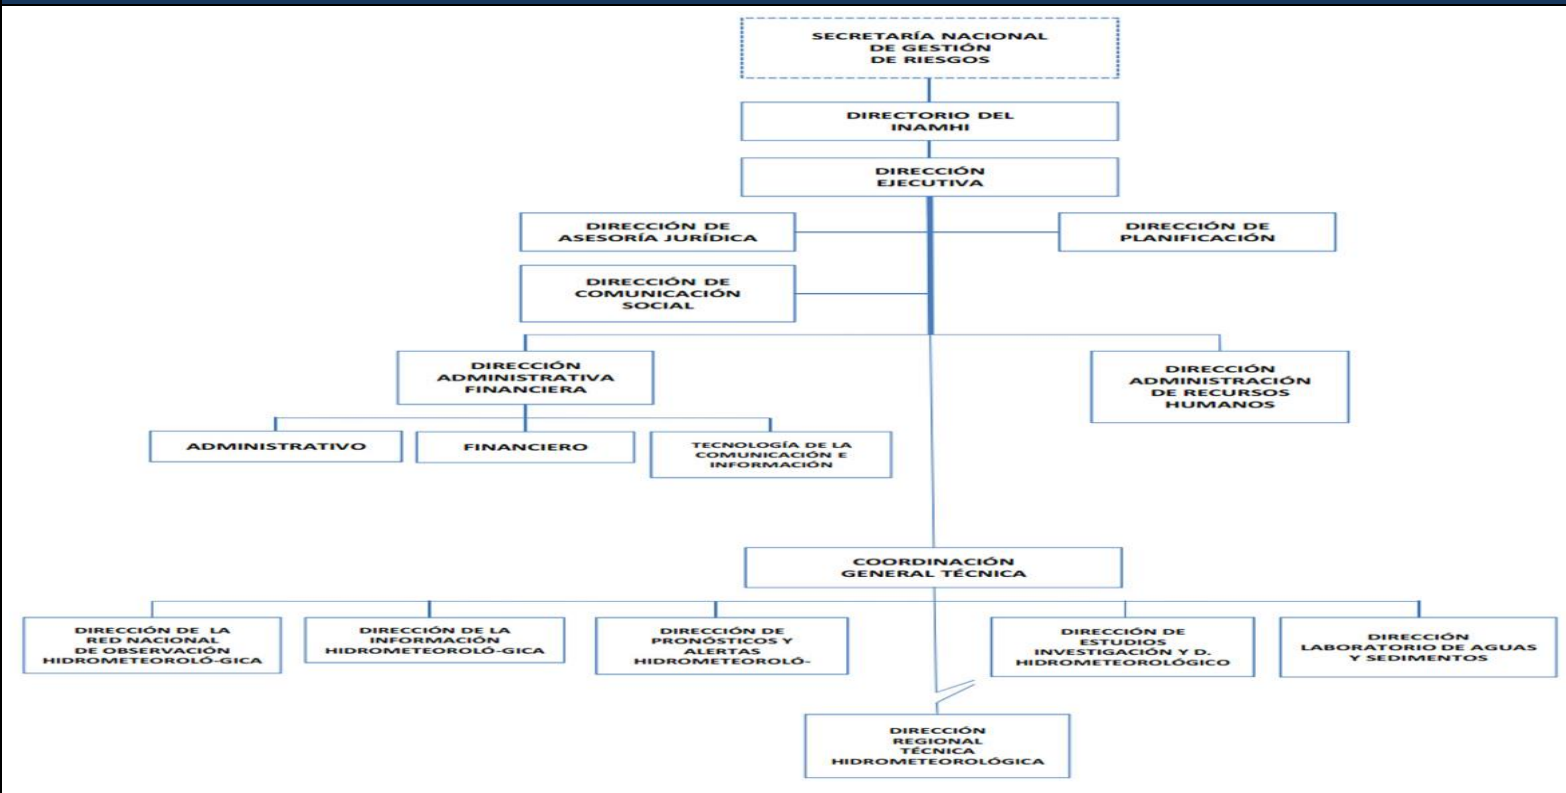 SECRETARÍA NACIONAL
DE GESTIÓN
DE RIESGOS
DIRECTORIO DEL
INAMHI
DIRECCIÓN
EJECUTIVA
DIRECCIÓN DE
ASESORÍA JURÍDICA
DIRECCIÓN DE
PLANIFICACIÓN
DIRECCIÓN DE
COMUNICACIÓN
SOCIAL
DIRECCIÓN
ADMINISTRATIVA
FINANCIERA
DIRECCIÓN
ADMINISTRACIÓN
DE RECURSOS
HUMANOS
ADMINISTRATIVO
FINANCIERO
TECNOLOGÍA DE LA
COMUNICACIÓN E
INFORMACIÓN
COORDINACIÓN
GENERAL TÉCNICA
DIRECCIÓN DE LA
RED NACIONAL
DE OBSERVACIÓN
HIDROMETEOROLÓ-GICA
DIRECCIÓN DE LA
INFORMACIÓN
HIDROMETEOROLÓ-GICA
DIRECCIÓN DE
PRONÓSTICOS Y
ALERTAS
HIDROMETEOROLÓ-
DIRECCIÓN DE
ESTUDIOS
INVESTIGACIÓN Y D.
HIDROMETEOROLÓGICO
DIRECCIÓN
LABORATORIO DE AGUAS
Y SEDIMENTOS
DIRECCIÓN
REGIONAL
TÉCNICA
HIDROMETEOROLÓGICA